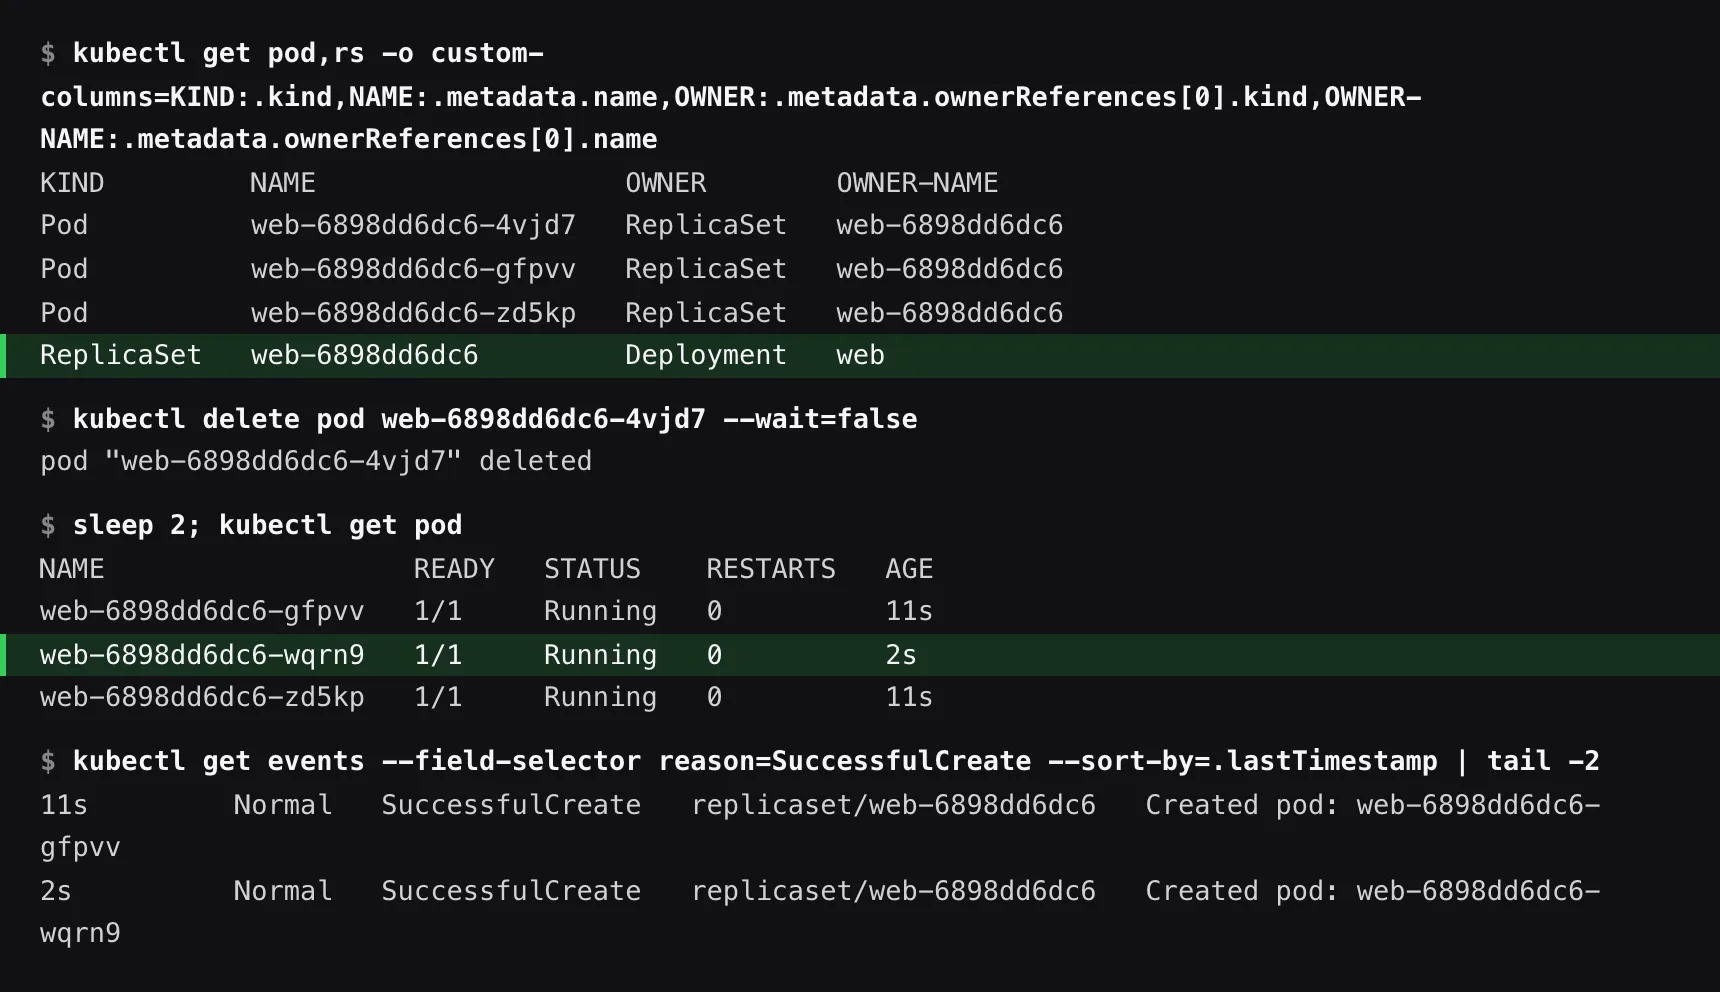 $ kubectl get pod,rs -o custom-
columns=KIND:.kind,NAME:.metadata.name,OWNER:.metadata.ownerReferences[0].kind,OWNER-
NAME:.metadata.ownerReferences[0].name
KIND         NAME                   OWNER        OWNER-NAME
Pod          web-6898dd6dc6-4vjd7   ReplicaSet   web-6898dd6dc6
Pod          web-6898dd6dc6-gfpvv   ReplicaSet   web-6898dd6dc6
Pod          web-6898dd6dc6-zd5kp   ReplicaSet   web-6898dd6dc6
ReplicaSet   web-6898dd6dc6         Deployment   web
$ kubectl delete pod web-6898dd6dc6-4vjd7 --wait=false
pod "web-6898dd6dc6-4vjd7" deleted
$ sleep 2; kubectl get pod
NAME                   READY   STATUS    RESTARTS   AGE
web-6898dd6dc6-gfpvv   1/1     Running   0          11s
web-6898dd6dc6-wqrn9   1/1     Running   0          2s
web-6898dd6dc6-zd5kp   1/1     Running   0          11s
$ kubectl get events --field-selector reason=SuccessfulCreate --sort-by=.lastTimestamp | tail -2
11s         Normal   SuccessfulCreate   replicaset/web-6898dd6dc6   Created pod: web-6898dd6dc6-
gfpvv
2s          Normal   SuccessfulCreate   replicaset/web-6898dd6dc6   Created pod: web-6898dd6dc6-
wqrn9